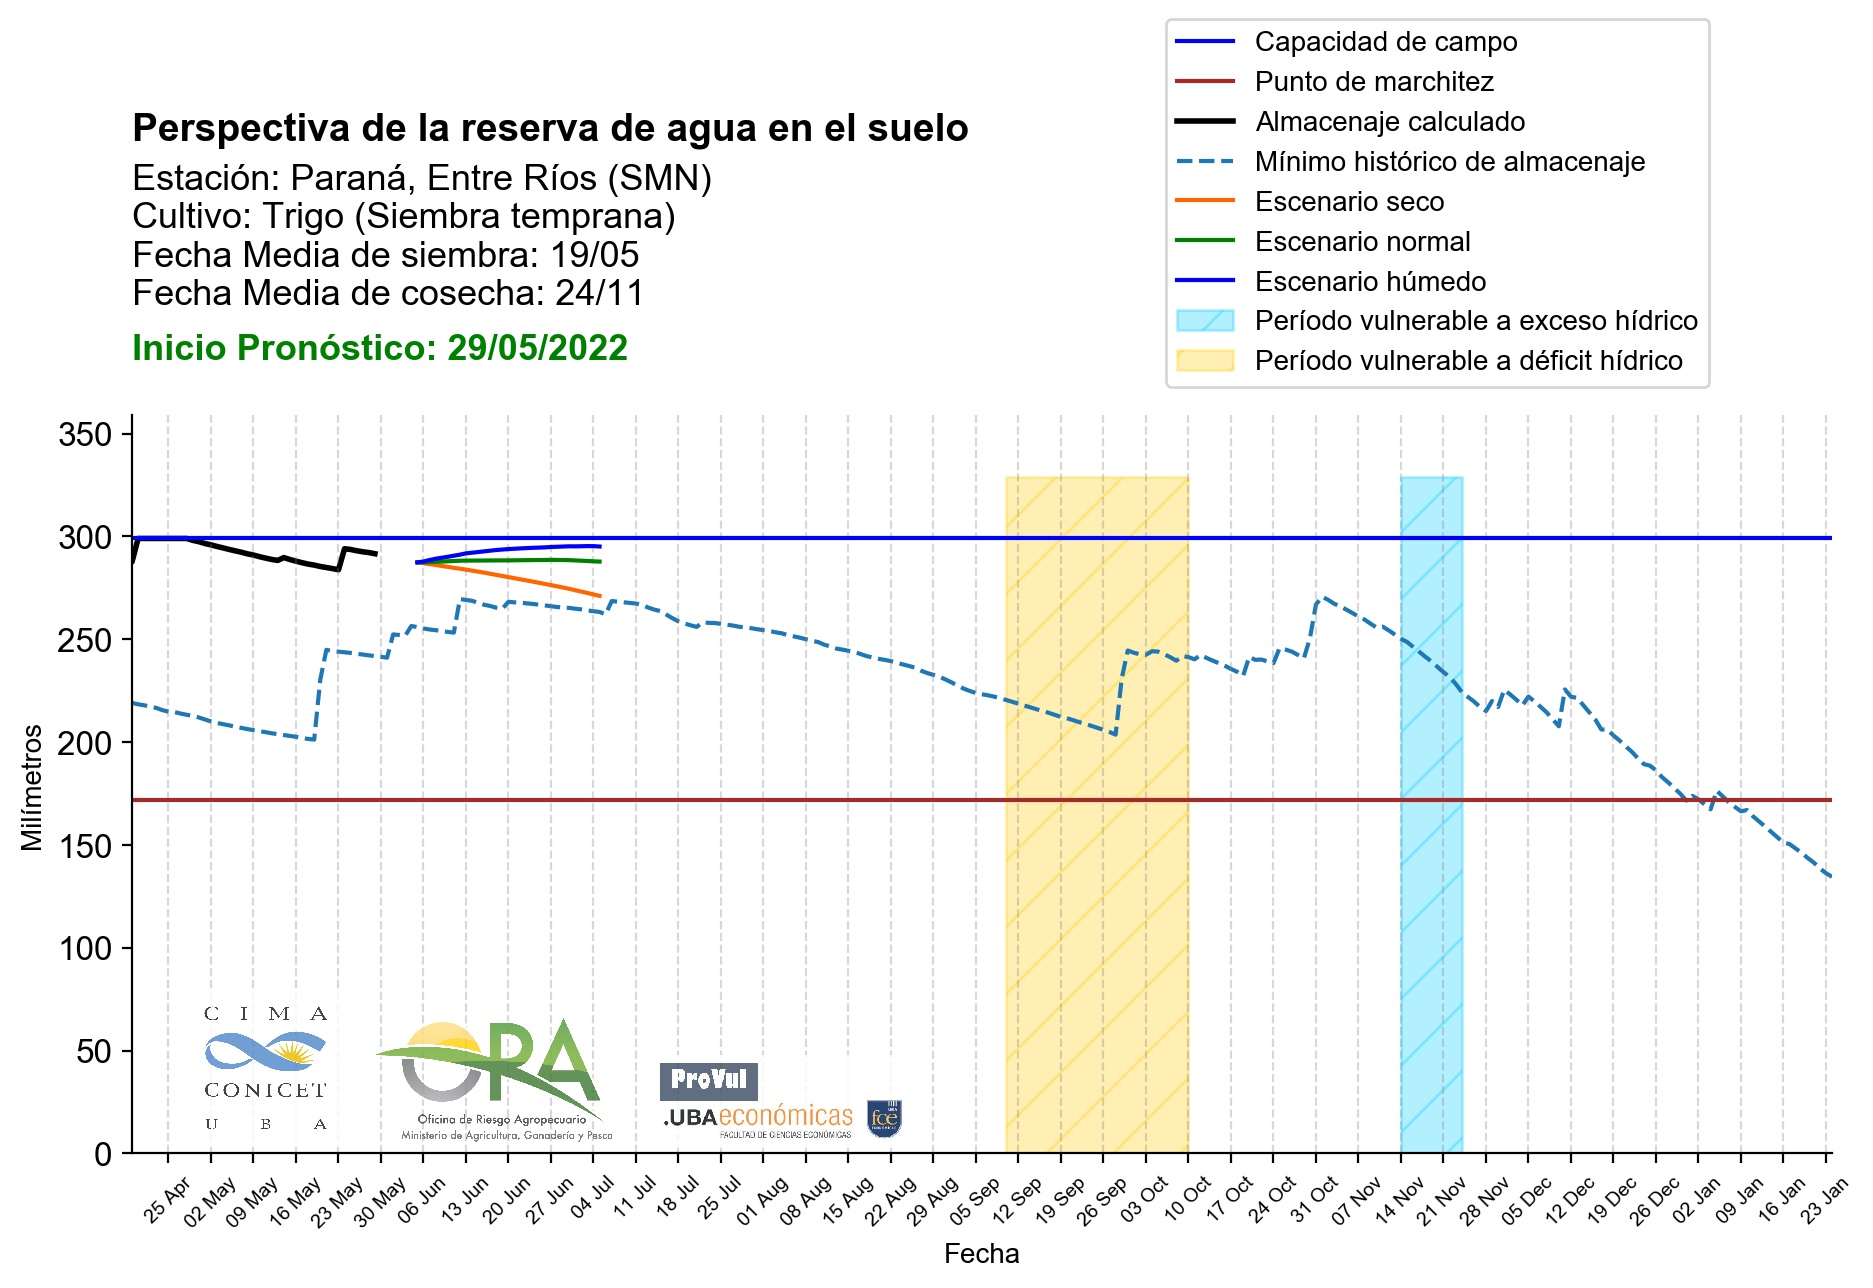 Capacidad de campo
Punto de marchitez
Almacenaje calculado
Mínimo histórico de almacenaje
Escenario seco
Escenario normal
Escenario húmedo
Período vulnerable a exceso hídrico
Período vulnerable a déficit hídrico
Perspectiva de la reserva de agua en el suelo
Estación: Paraná, Entre Ríos (SMN)
Cultivo: Trigo (Siembra temprana)
Fecha Media de siembra: 19/05
Fecha Media de cosecha: 24/11
Inicio Pronóstico: 29/05/2022
350
300
250
200
150
100
50
0
Milímetros
CIMA
CONICET
UBA
ORA
Oficina de Riesgo Agropecuario
Ministerio de Agricultura, Ganadería y Pesca
ProVul
.UBAeconómicas
FACULTAD DE CIENCIAS ECONÓMICAS
fce
25 Apr
02 May
09 May
16 May
23 May
30 May
06 Jun
13 Jun
20 Jun
27 Jun
04 Jul
11 Jul
18 Jul
25 Jul
01 Aug
08 Aug
15 Aug
22 Aug
29 Aug
05 Sep
12 Sep
19 Sep
26 Sep
03 Oct
10 Oct
17 Oct
24 Oct
31 Oct
07 Nov
14 Nov
21 Nov
28 Nov
05 Dec
12 Dec
19 Dec
26 Dec
02 Jan
09 Jan
16 Jan
23 Jan
Fecha